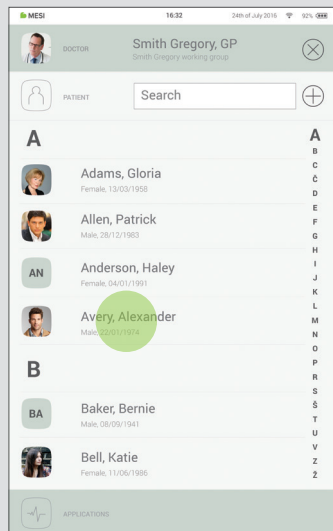 MESI 16:32 24th of July 2016 92%
DOCTOR Smith Gregory, GP
Smith Gregory working group
PATIENT Search
A
Adams, Gloria
Female, 13/03/1958
Allen, Patrick
Male, 28/12/1983
AN Anderson, Haley
Female, 04/01/1991
Avery, Alexander
Male, 22/01/1974
B
BA Baker, Bernie
Male, 08/09/1941
Bell, Katie
Female, 11/06/1986
APPLICATIONS
A
B
C
Č
D
E
F
G
H
I
J
K
L
M
N
O
P
R
S
Š
T
U
V
Z
Ž